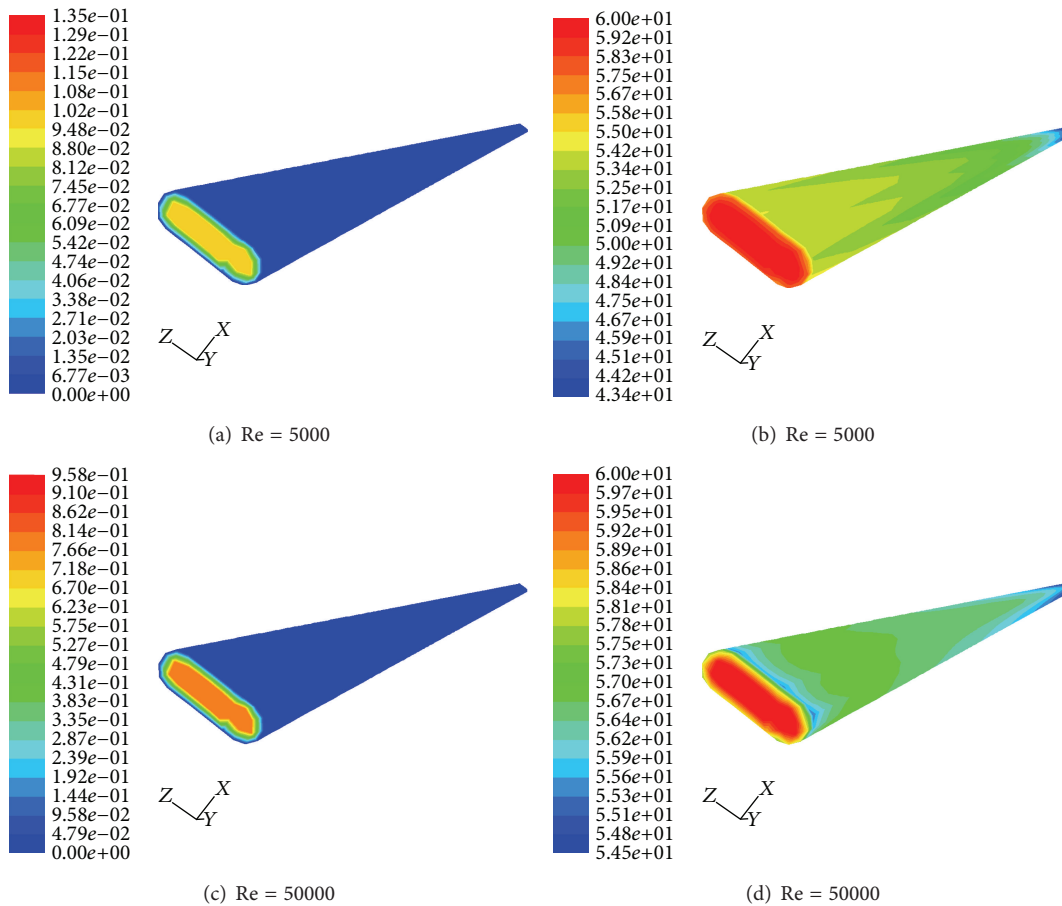 1.35e−01
1.29e−01
1.22e−01
1.15e−01
1.08e−01
1.02e−01
9.48e−02
8.80e−02
8.12e−02
7.45e−02
6.77e−02
6.09e−02
5.42e−02
4.74e−02
4.06e−02
3.38e−02
2.71e−02
2.03e−02
1.35e−02
6.77e−03
0.00e+00
Z
X
Y
(a) Re = 5000
6.00e+01
5.92e+01
5.83e+01
5.75e+01
5.67e+01
5.58e+01
5.50e+01
5.42e+01
5.34e+01
5.25e+01
5.17e+01
5.09e+01
5.00e+01
4.92e+01
4.84e+01
4.75e+01
4.67e+01
4.59e+01
4.51e+01
4.42e+01
4.34e+01
Z
X
Y
(b) Re = 5000
9.58e−01
9.10e−01
8.62e−01
8.14e−01
7.66e−01
7.18e−01
6.70e−01
6.23e−01
5.75e−01
5.27e−01
4.79e−01
4.31e−01
3.83e−01
3.35e−01
2.87e−01
2.39e−01
1.92e−01
1.44e−01
9.58e−02
4.79e−02
0.00e+00
Z
X
Y
(c) Re = 50000
6.00e+01
5.97e+01
5.95e+01
5.92e+01
5.89e+01
5.86e+01
5.84e+01
5.81e+01
5.78e+01
5.75e+01
5.73e+01
5.70e+01
5.67e+01
5.64e+01
5.62e+01
5.59e+01
5.56e+01
5.53e+01
5.51e+01
5.48e+01
5.45e+01
Z
X
Y
(d) Re = 50000